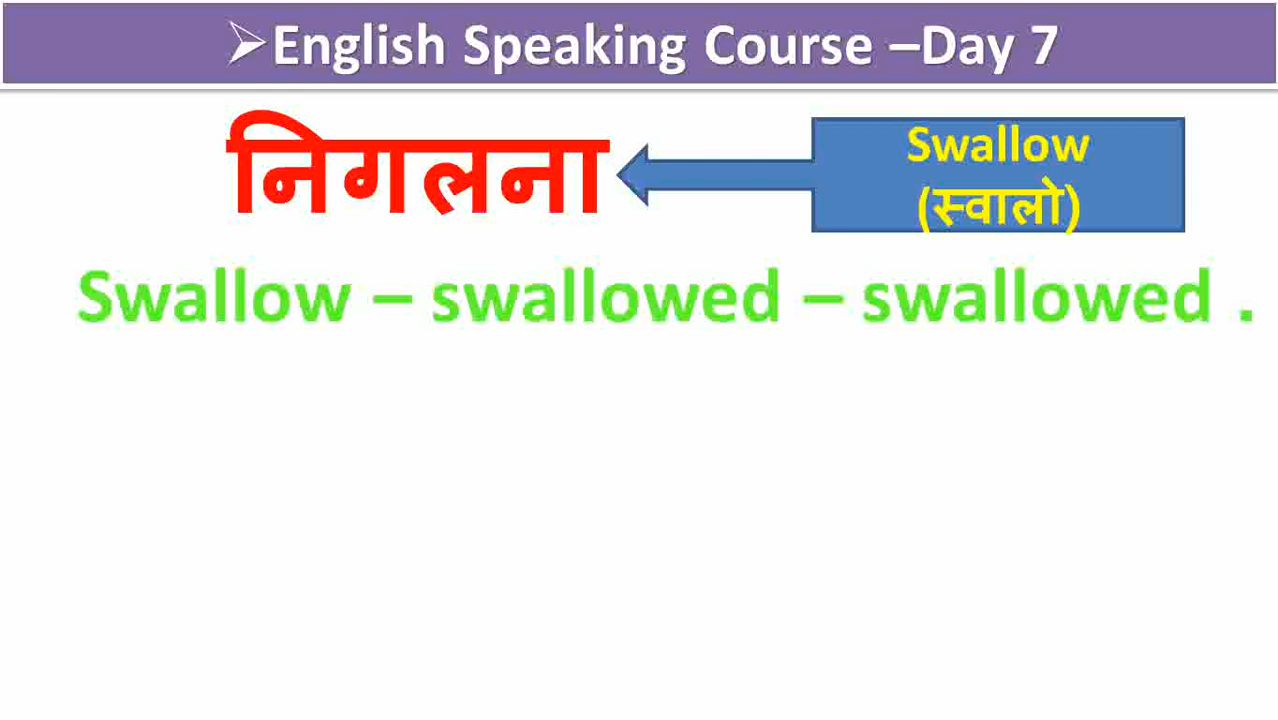 ➢English Speaking Course –Day 7
निगलना
Swallow
(स्वालो)
Swallow – swallowed – swallowed .